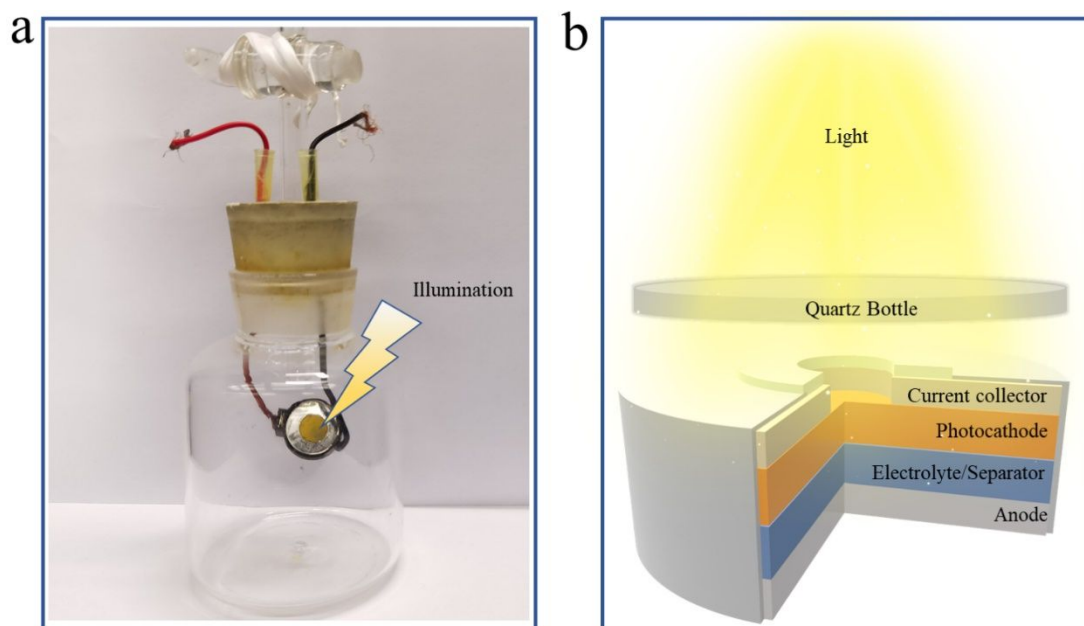 a
Illumination
b
Light
Quartz Bottle
Current collector
Photocathode
Electrolyte/Separator
Anode